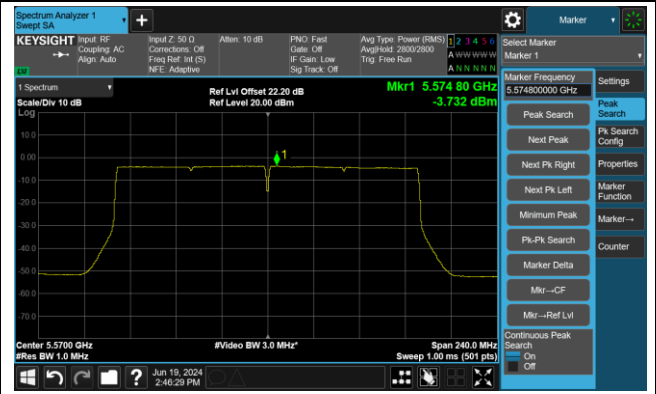 Spectrum Analyzer 1
Swept SA
+
Marker
KEYSIGHT
Input: RF
Coupling: AC
Align: Auto
Input Z: 50 Ω
Corrections: Off
Freq Ref: Int (S)
NFE: Adaptive
Atten: 10 dB
PNO: Fast
Gate: Off
IF Gain: Low
Sig Track: Off
Avg Type: Power (RMS)
Avg|Hold: 2800/2800
Trig: Free Run
1 2 3 4 5 6
A W W W W W
A N N N N N
LXI
Select Marker
Marker 1
1 Spectrum
Scale/Div 10 dB
Log
Ref Lvl Offset 22.20 dB
Ref Level 20.00 dBm
Mkr1 5.574 80 GHz
-3.732 dBm
10.0
0.00
-10.0
-20.0
-30.0
-40.0
-50.0
-60.0
-70.0
1
Center 5.5700 GHz
#Res BW 1.0 MHz
#Video BW 3.0 MHz*
Span 240.0 MHz
Sweep 1.00 ms (501 pts)
Marker Frequency
5.574800000 GHz
Peak Search
Next Peak
Next Pk Right
Next Pk Left
Minimum Peak
Pk-Pk Search
Marker Delta
Mkr→CF
Mkr→Ref Lvl
Continuous Peak
Search
On
Off
Settings
Peak
Search
Pk Search
Config
Properties
Marker
Function
Marker→
Counter
?
Jun 19, 2024
2:46:29 PM